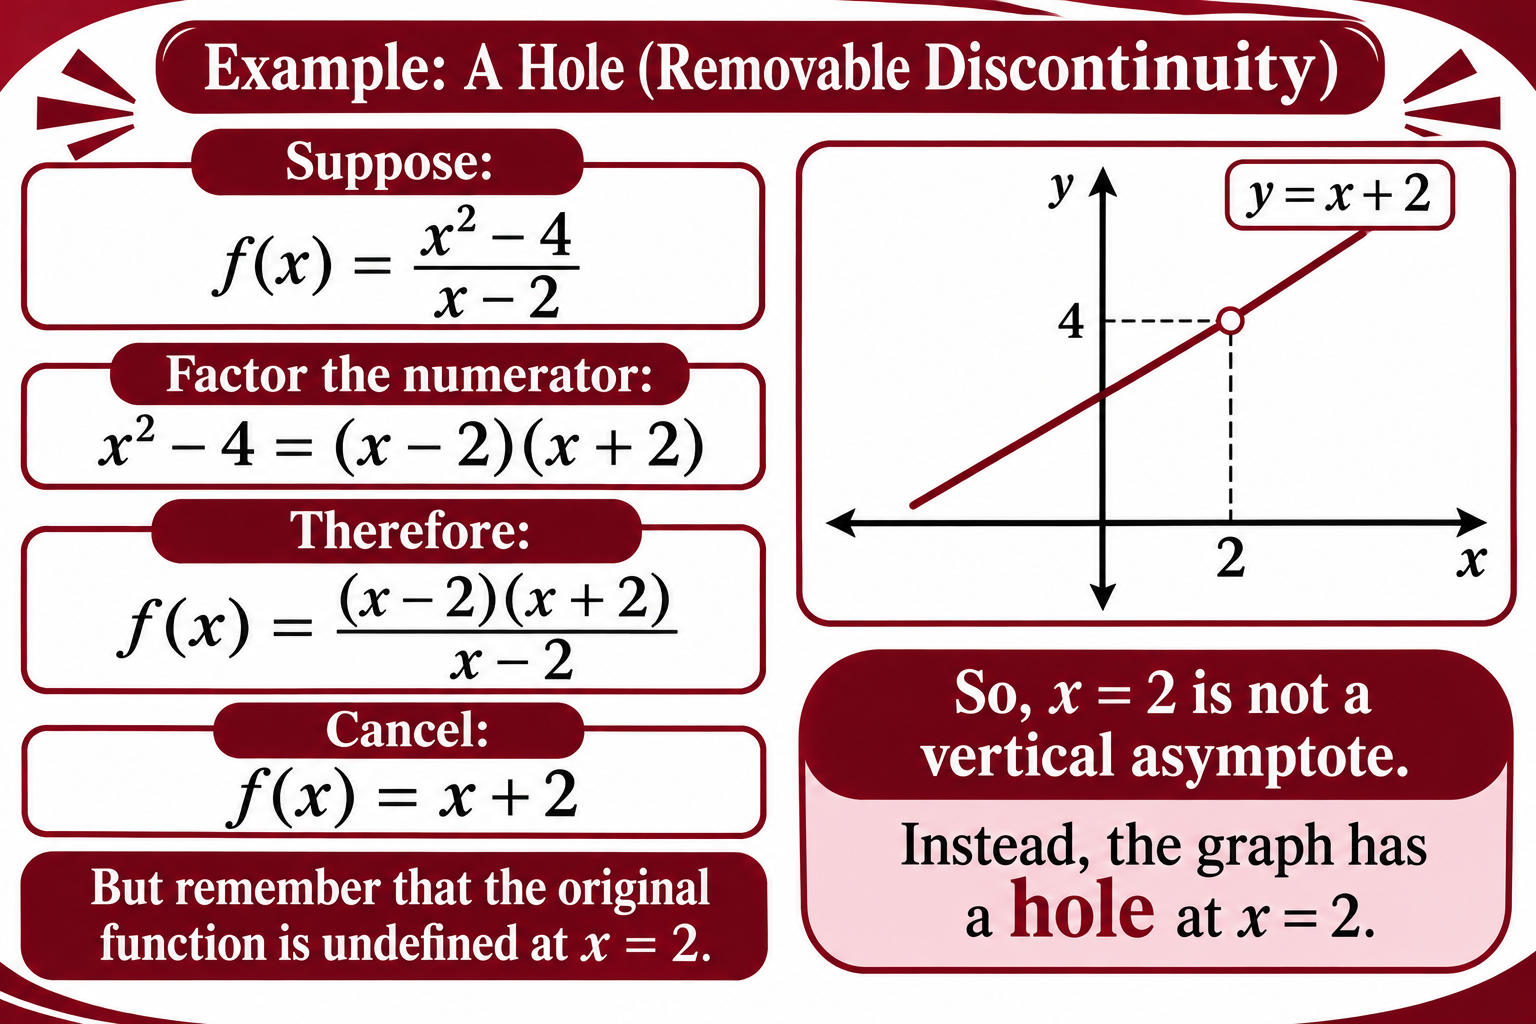 Example: A Hole (Removable Discontinuity)
Suppose:
f(x) = (x² − 4)/(x − 2)
Factor the numerator:
x² − 4 = (x − 2)(x + 2)
Therefore:
f(x) = ((x − 2)(x + 2))/(x − 2)
Cancel:
f(x) = x + 2
But remember that the original
function is undefined at x = 2.
y
y = x + 2
4
2
x
So, x = 2 is not a
vertical asymptote.
Instead, the graph has
a hole at x = 2.